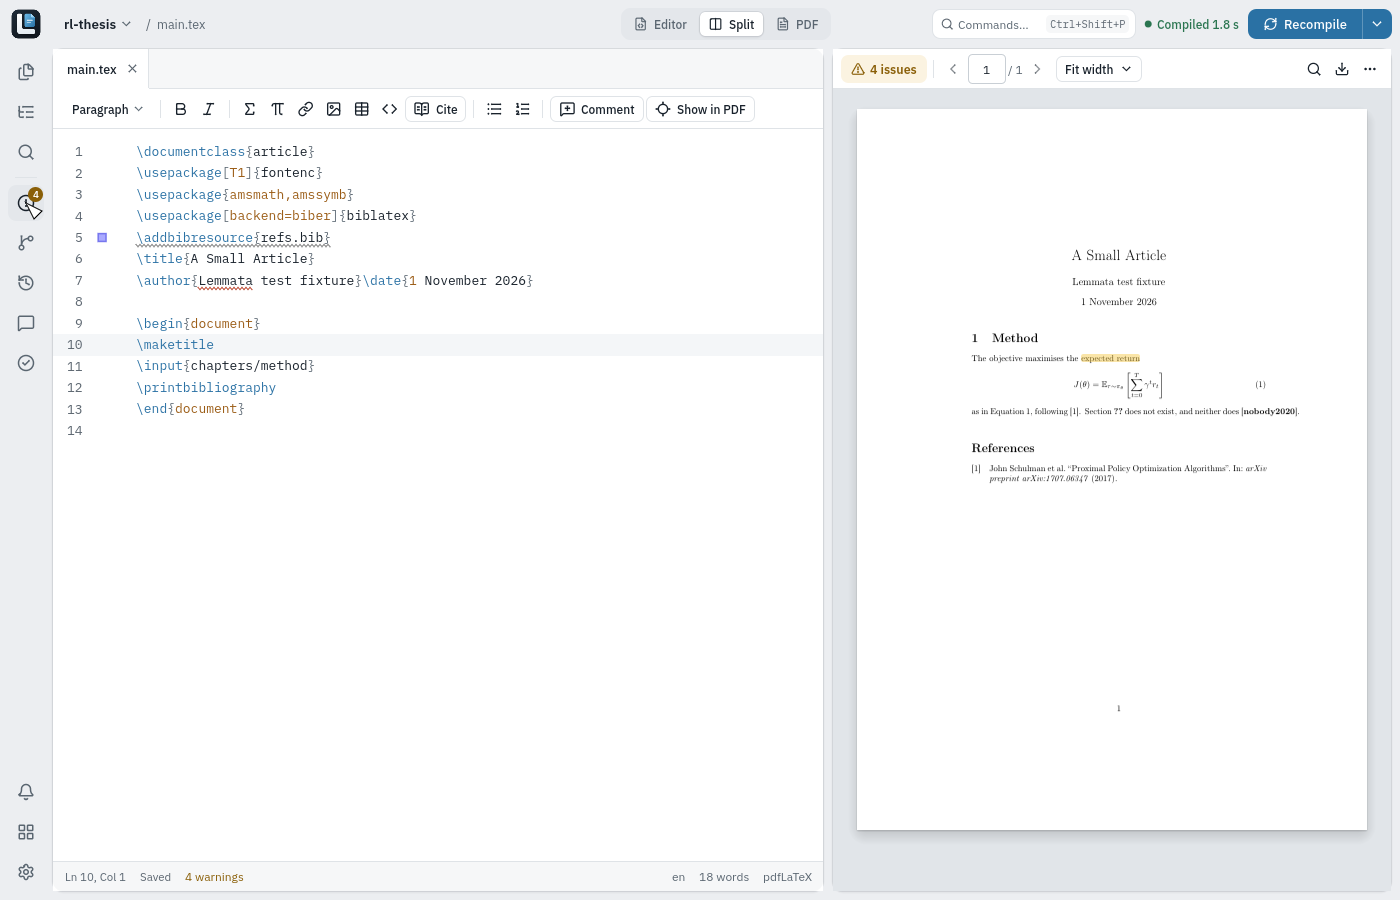 rl-thesis / main.tex
Editor Split PDF
Commands... Ctrl+Shift+P
Compiled 1.8 s
Recompile
main.tex
4 issues
1 / 1
Fit width
Paragraph
Cite
Comment
Show in PDF
4
1 \documentclass{article}
2 \usepackage[T1]{fontenc}
3 \usepackage{amsmath,amssymb}
4 \usepackage[backend=biber]{biblatex}
5 \addbibresource{refs.bib}
6 \title{A Small Article}
7 \author{Lemmata test fixture}\date{1 November 2026}
8
9 \begin{document}
10 \maketitle
11 \input{chapters/method}
12 \printbibliography
13 \end{document}
14
A Small Article
Lemmata test fixture
1 November 2026
1 Method
The objective maximises the expected return
J(θ) = 𝔼τ∼πθ [∑t=0T γtrt] (1)
as in Equation 1, following [1]. Section ?? does not exist, and neither does [nobody2020].
References
[1] John Schulman et al. “Proximal Policy Optimization Algorithms”. In: arXiv
preprint arXiv:1707.06347 (2017).
1
Ln 10, Col 1 Saved 4 warnings
en 18 words pdfLaTeX